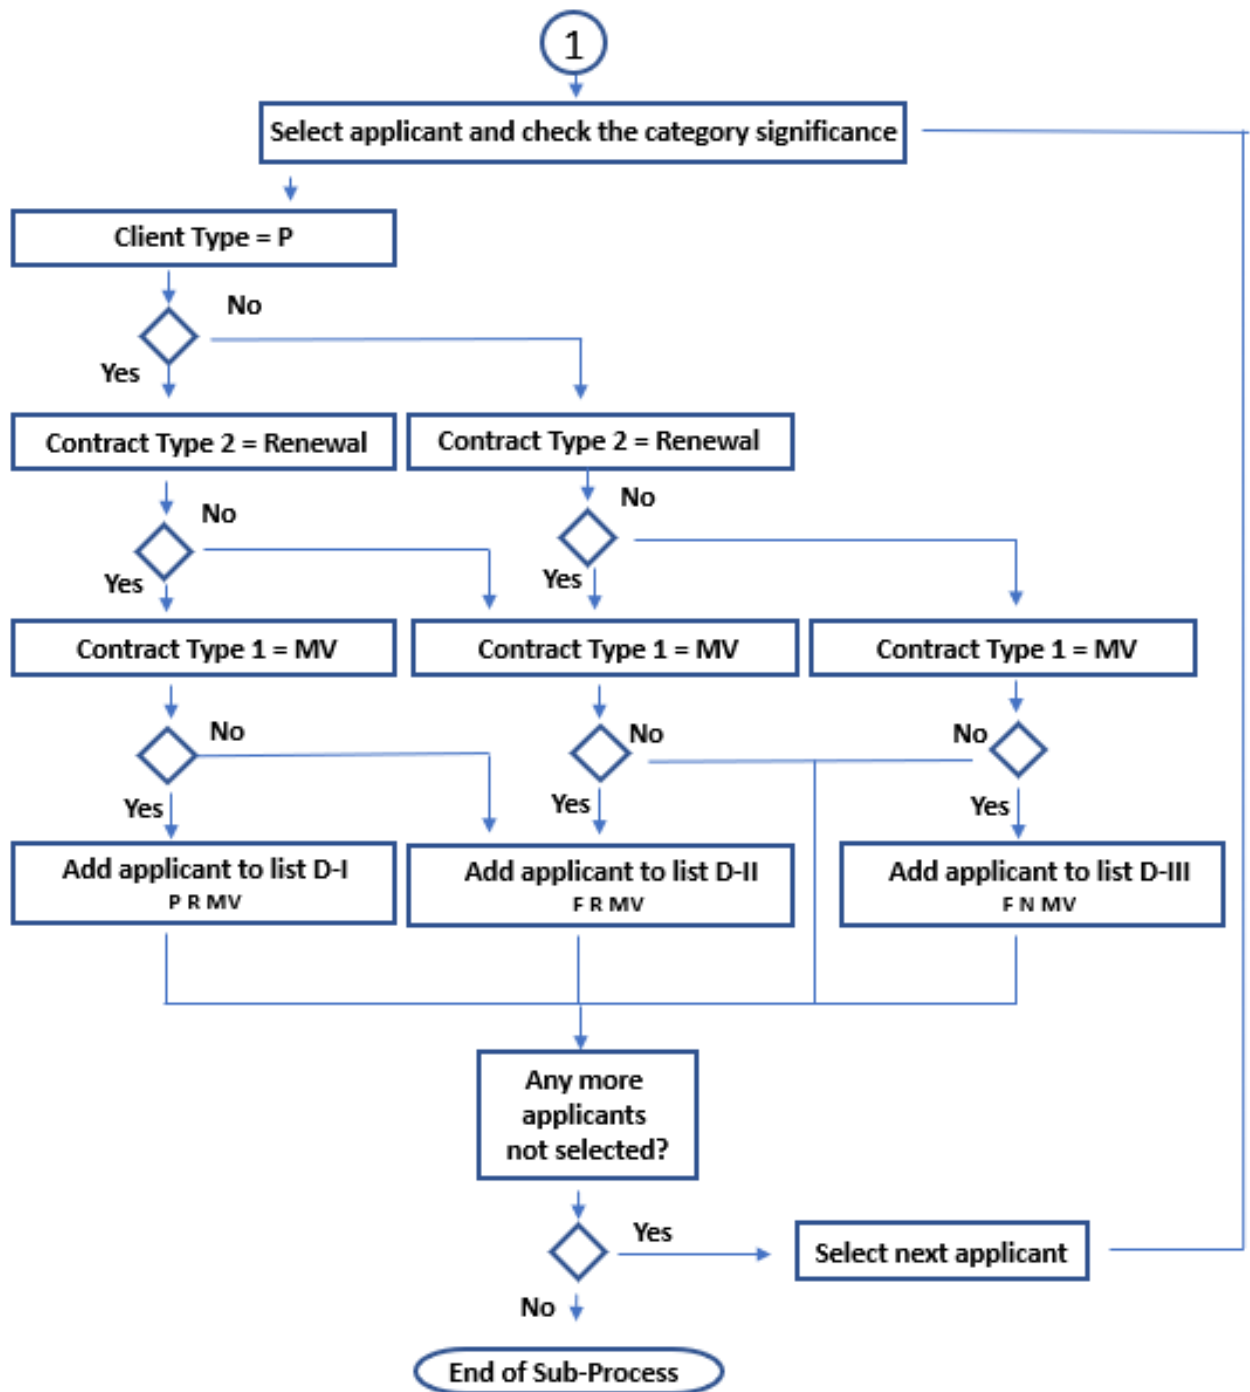 1
Select applicant and check the category significance
Client Type = P
No
Yes
Contract Type 2 = Renewal
Contract Type 2 = Renewal
No
No
Yes
Yes
Contract Type 1 = MV
Contract Type 1 = MV
Contract Type 1 = MV
No
No
No
Yes
Yes
Yes
Add applicant to list D-I
P R MV
Add applicant to list D-II
F R MV
Add applicant to list D-III
F N MV
Any more
applicants
not selected?
Yes
Select next applicant
No
End of Sub-Process